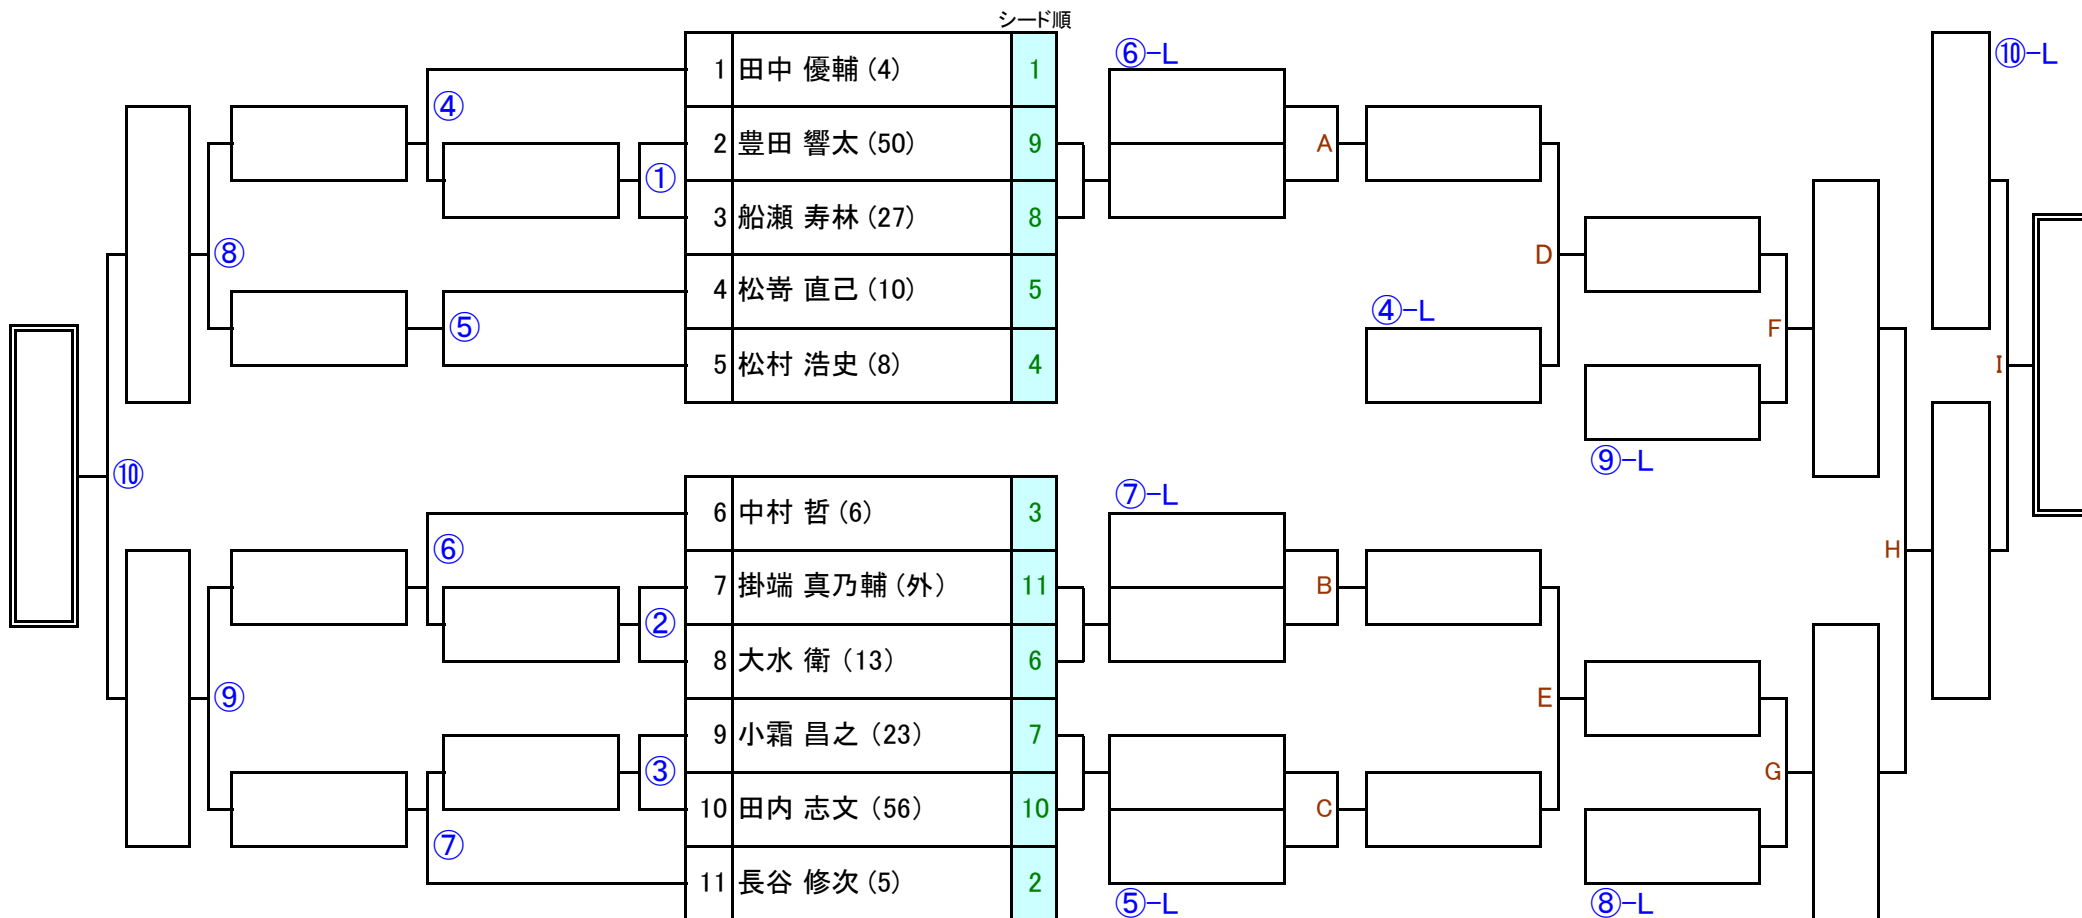 シード順
1 田中 優輔 (4) 1
2 豊田 響太 (50) 9
3 船瀬 寿林 (27) 8
4 松嵜 直己 (10) 5
5 松村 浩史 (8) 4
6 中村 哲 (6) 3
7 掛端 真乃輔 (外) 11
8 大水 衛 (13) 6
9 小霜 昌之 (23) 7
10 田内 志文 (56) 10
11 長谷 修次 (5) 2
④
①
⑧
⑤
⑩
⑥
②
⑨
③
⑦
⑥-L
A
D
④-L
F
⑨-L
⑩-L
I
⑦-L
B
H
E
C
G
⑤-L
⑧-L